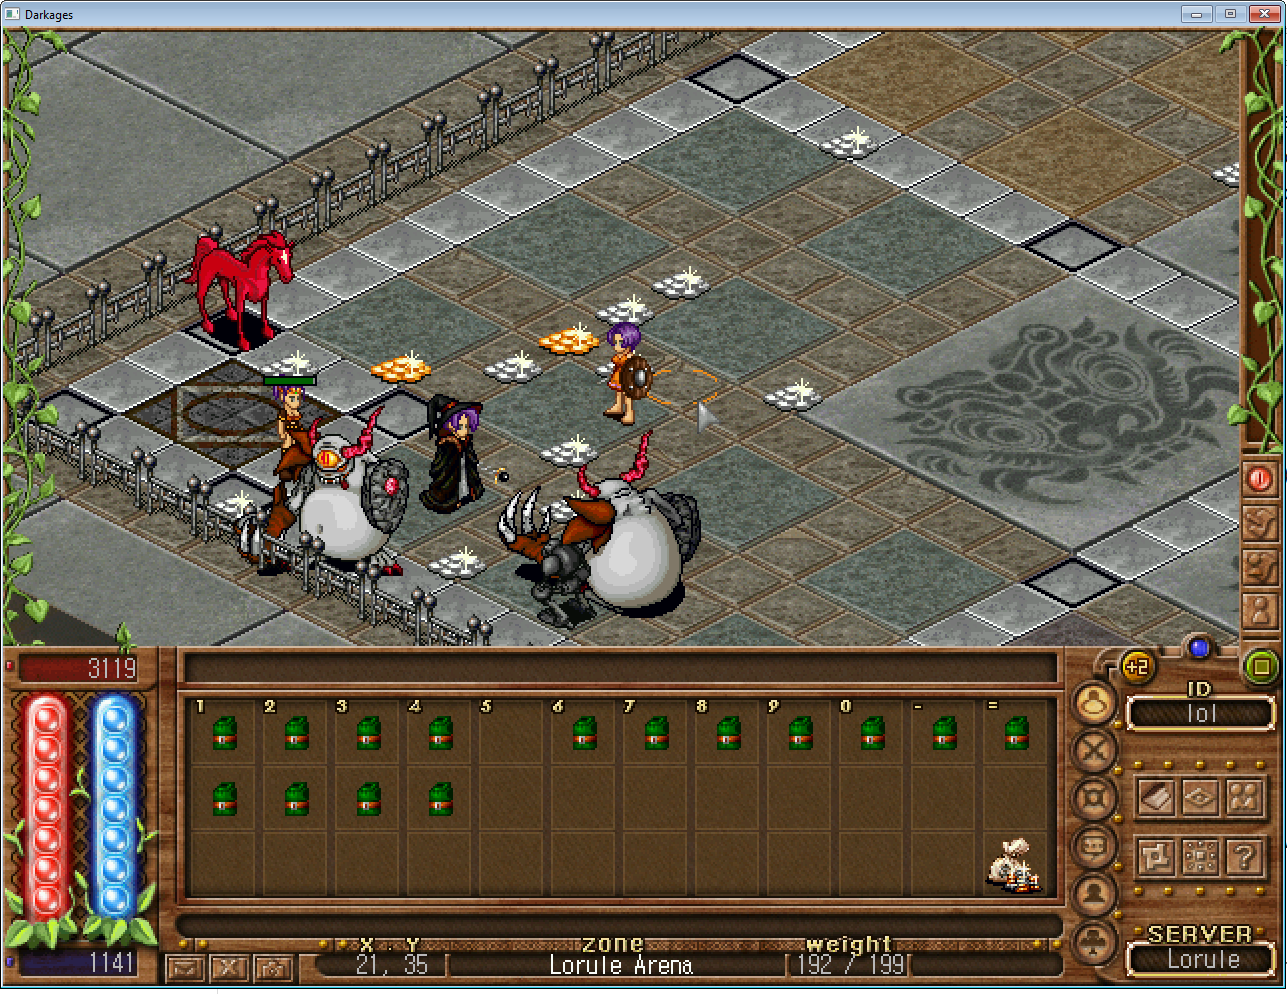 Darkages
3119
1 2 3 4 5 6 7 8 9 0 - =
+2
ID
lol
1141
X . Y zone weight
21, 35 Lorule Arena 192 / 199
SERVER
Lorule
?